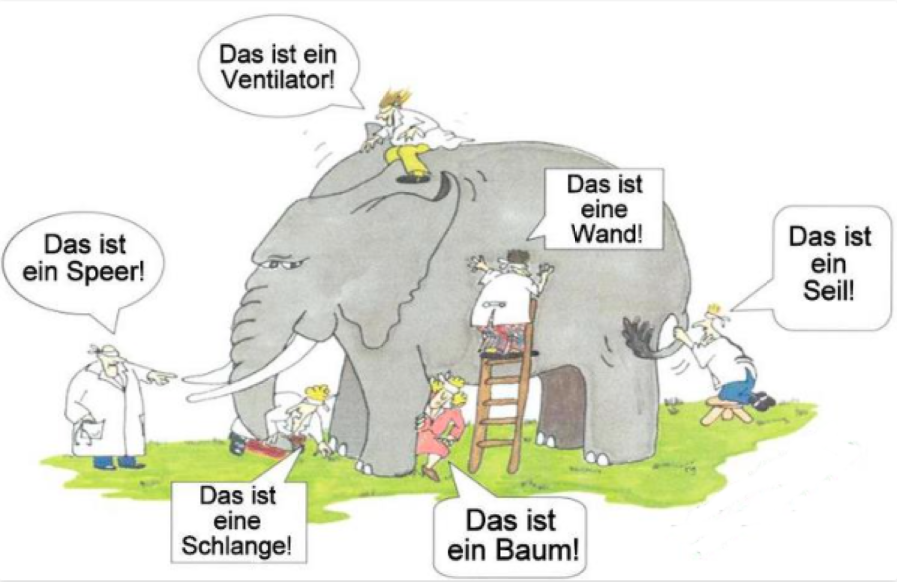 Das ist ein
Ventilator!
Das ist
eine
Wand!
Das ist
ein Speer!
Das ist
ein
Seil!
Das ist
eine
Schlange!
Das ist
ein Baum!